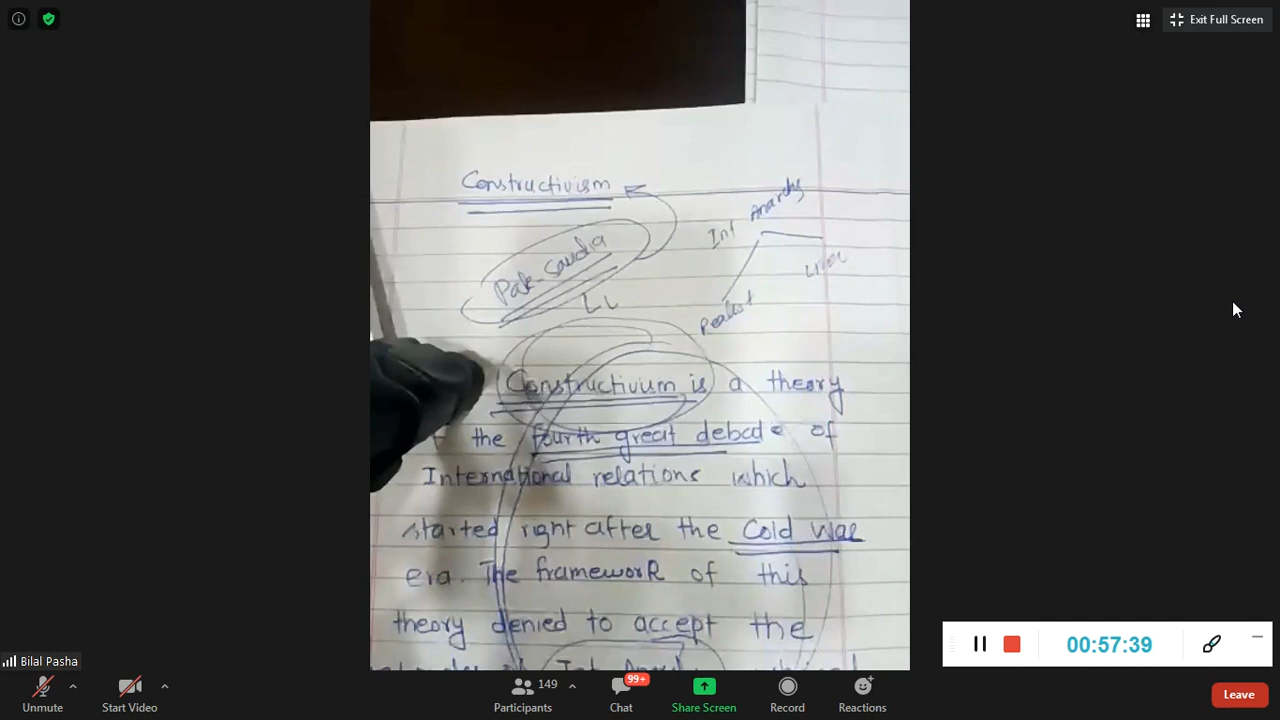 Exit Full Screen
Constructivism
Anarchy
Int
Pak-Saudia
Realist
Constructivism is a theory
the fourth great debate of
International relations which
started right after the Cold War
era. The framework of this
theory denied to accept the
00:57:39
Bilal Pasha
149
99+
Unmute
Start Video
Participants
Chat
Share Screen
Record
Reactions
Leave